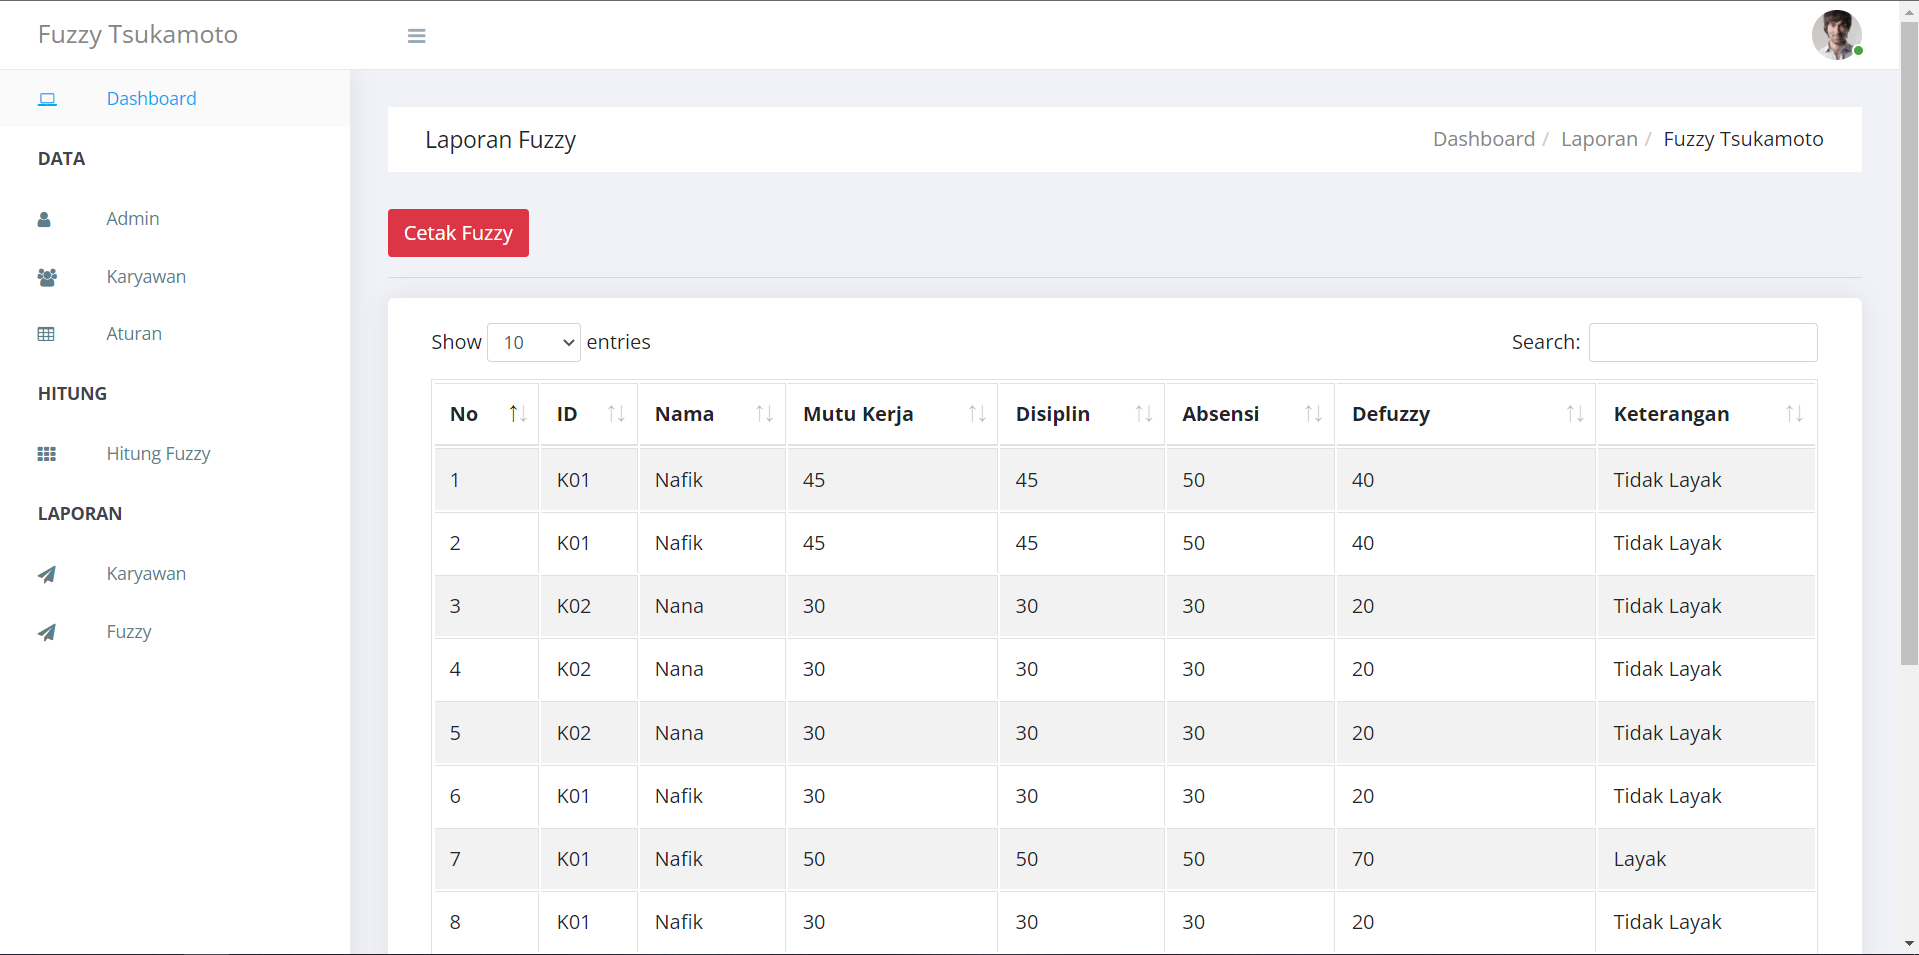 Fuzzy Tsukamoto
Dashboard
DATA
Admin
Karyawan
Aturan
HITUNG
Hitung Fuzzy
LAPORAN
Karyawan
Fuzzy
Laporan Fuzzy
Dashboard / Laporan / Fuzzy Tsukamoto
Cetak Fuzzy
Show 10 entries
Search:
No ID Nama Mutu Kerja Disiplin Absensi Defuzzy Keterangan
1 K01 Nafik 45 45 50 40 Tidak Layak
2 K01 Nafik 45 45 50 40 Tidak Layak
3 K02 Nana 30 30 30 20 Tidak Layak
4 K02 Nana 30 30 30 20 Tidak Layak
5 K02 Nana 30 30 30 20 Tidak Layak
6 K01 Nafik 30 30 30 20 Tidak Layak
7 K01 Nafik 50 50 50 70 Layak
8 K01 Nafik 30 30 30 20 Tidak Layak